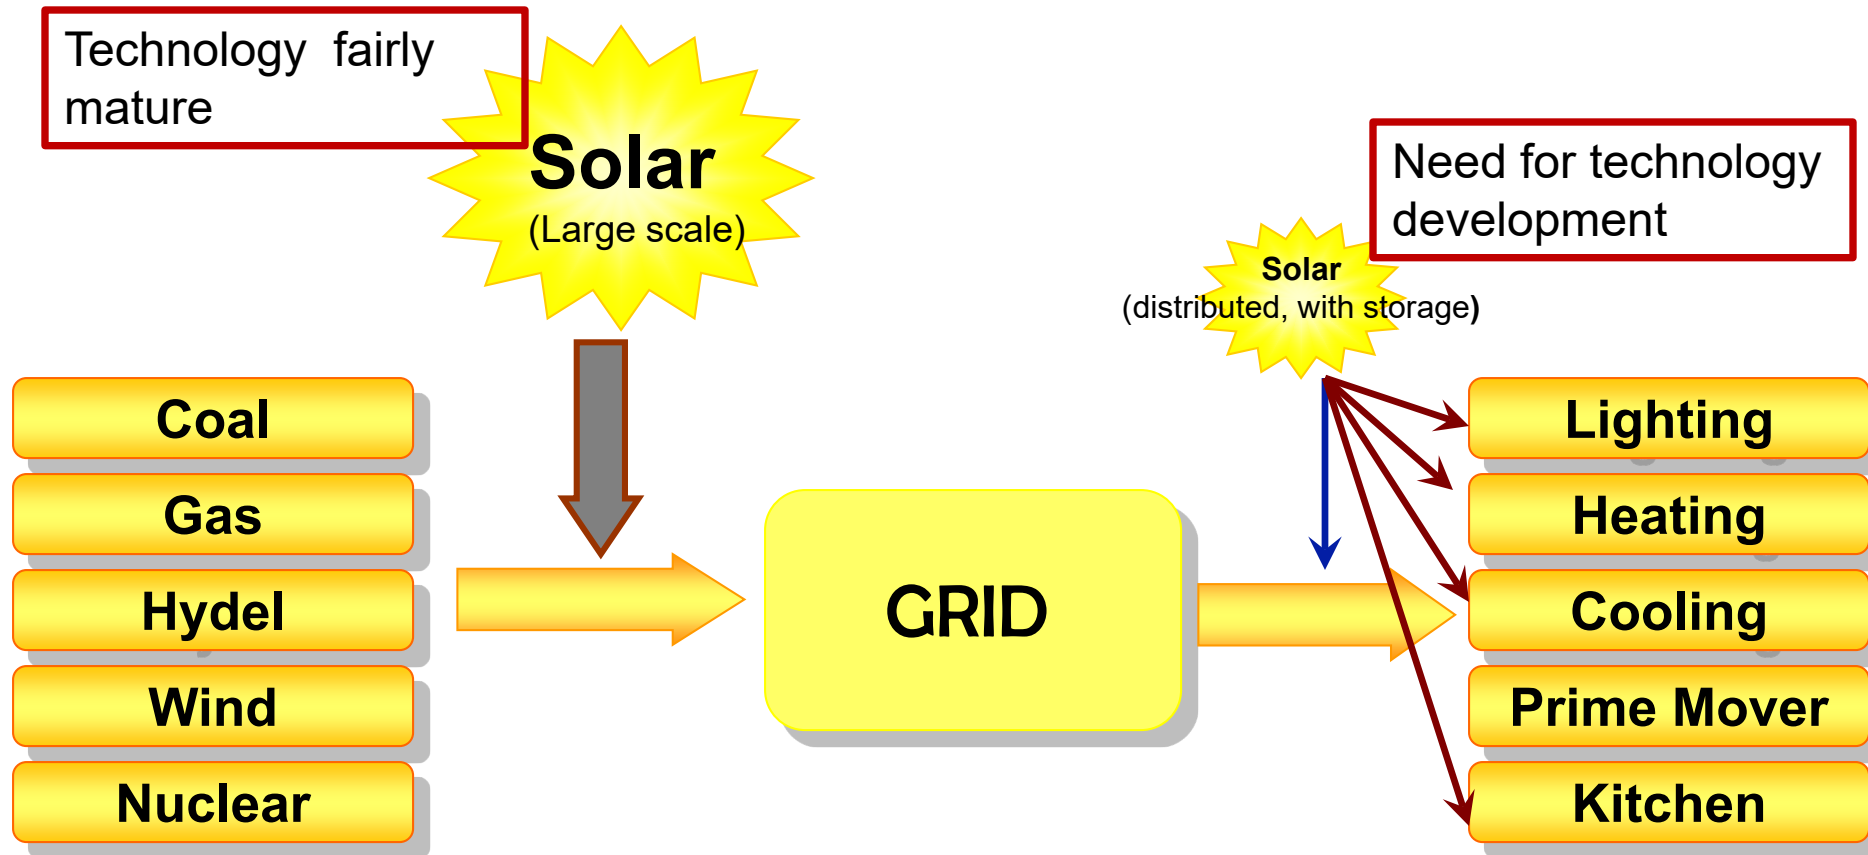 Technology fairly
mature
Solar
(Large scale)
Need for technology
development
Solar
(distributed, with storage)
Coal
Gas
Hydel
Wind
Nuclear
GRID
Lighting
Heating
Cooling
Prime Mover
Kitchen